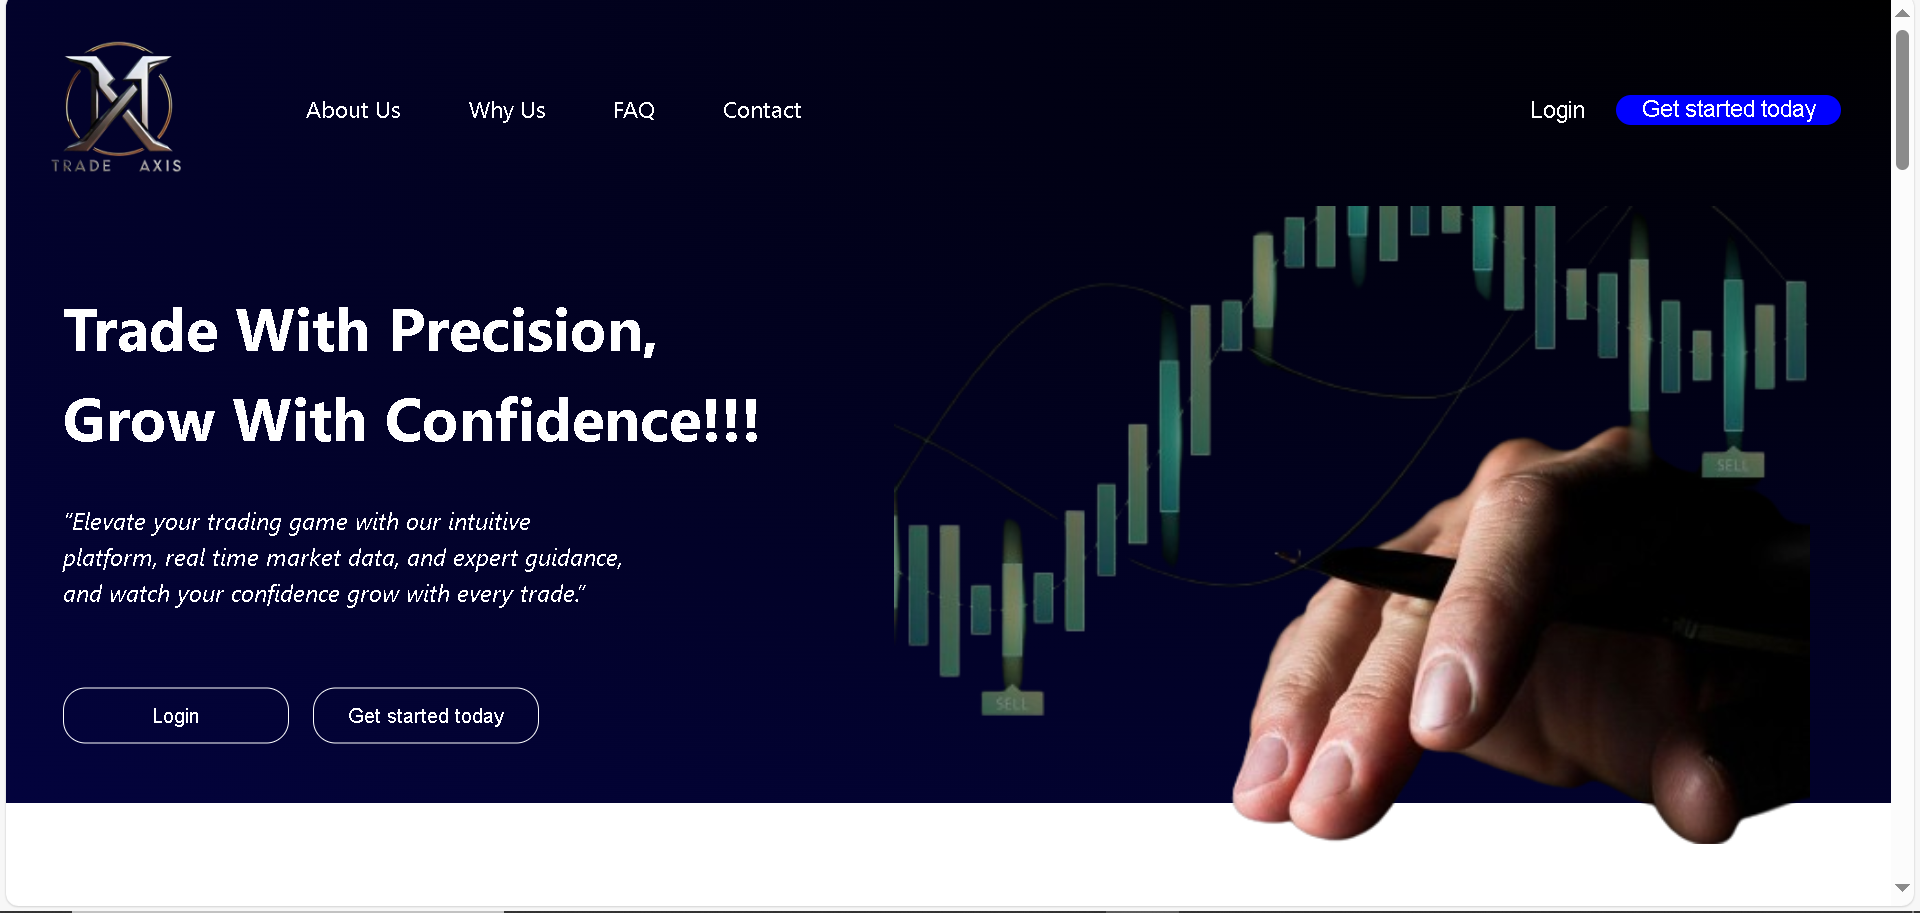 TRADE AXIS
About Us
Why Us
FAQ
Contact
Login
Get started today
Trade With Precision,
Grow With Confidence!!!
“Elevate your trading game with our intuitive
platform, real time market data, and expert guidance,
and watch your confidence grow with every trade.”
Login
Get started today
SELL
SELL